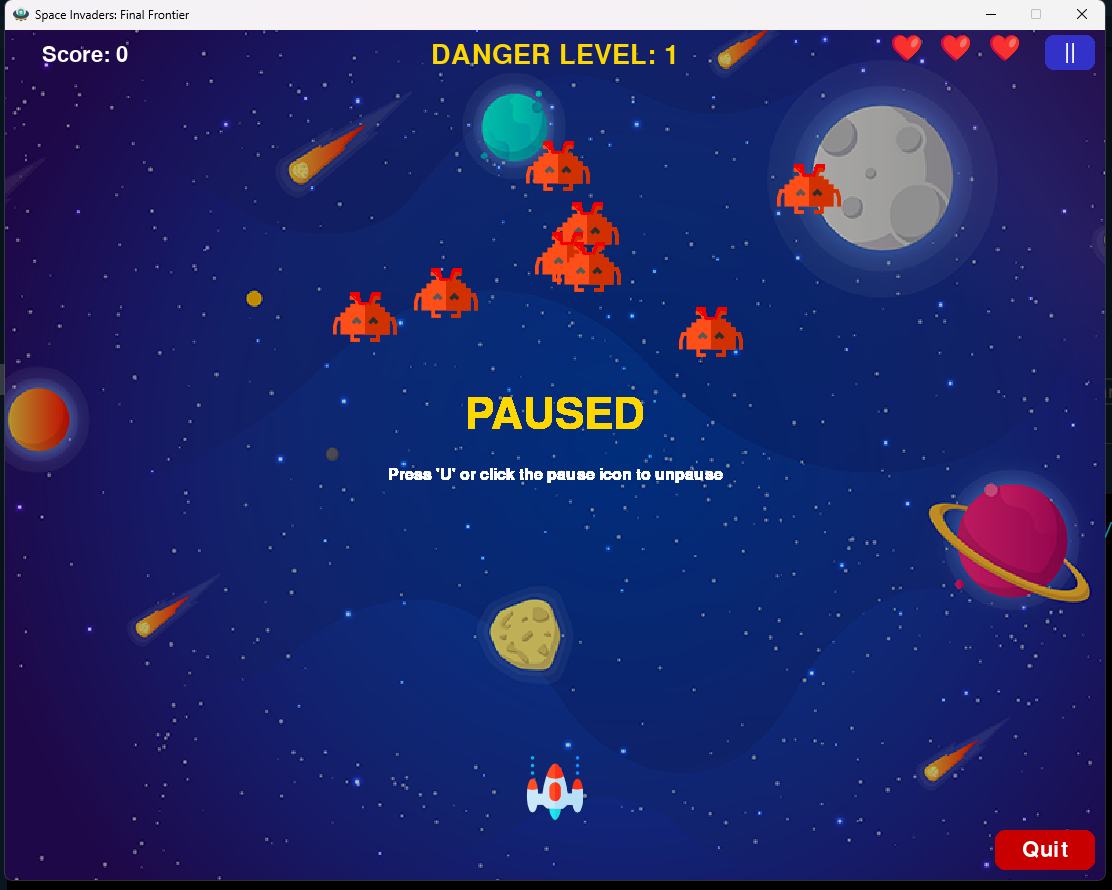 Space Invaders: Final Frontier
Score: 0
DANGER LEVEL: 1
||
PAUSED
Press 'U' or click the pause icon to unpause
Quit